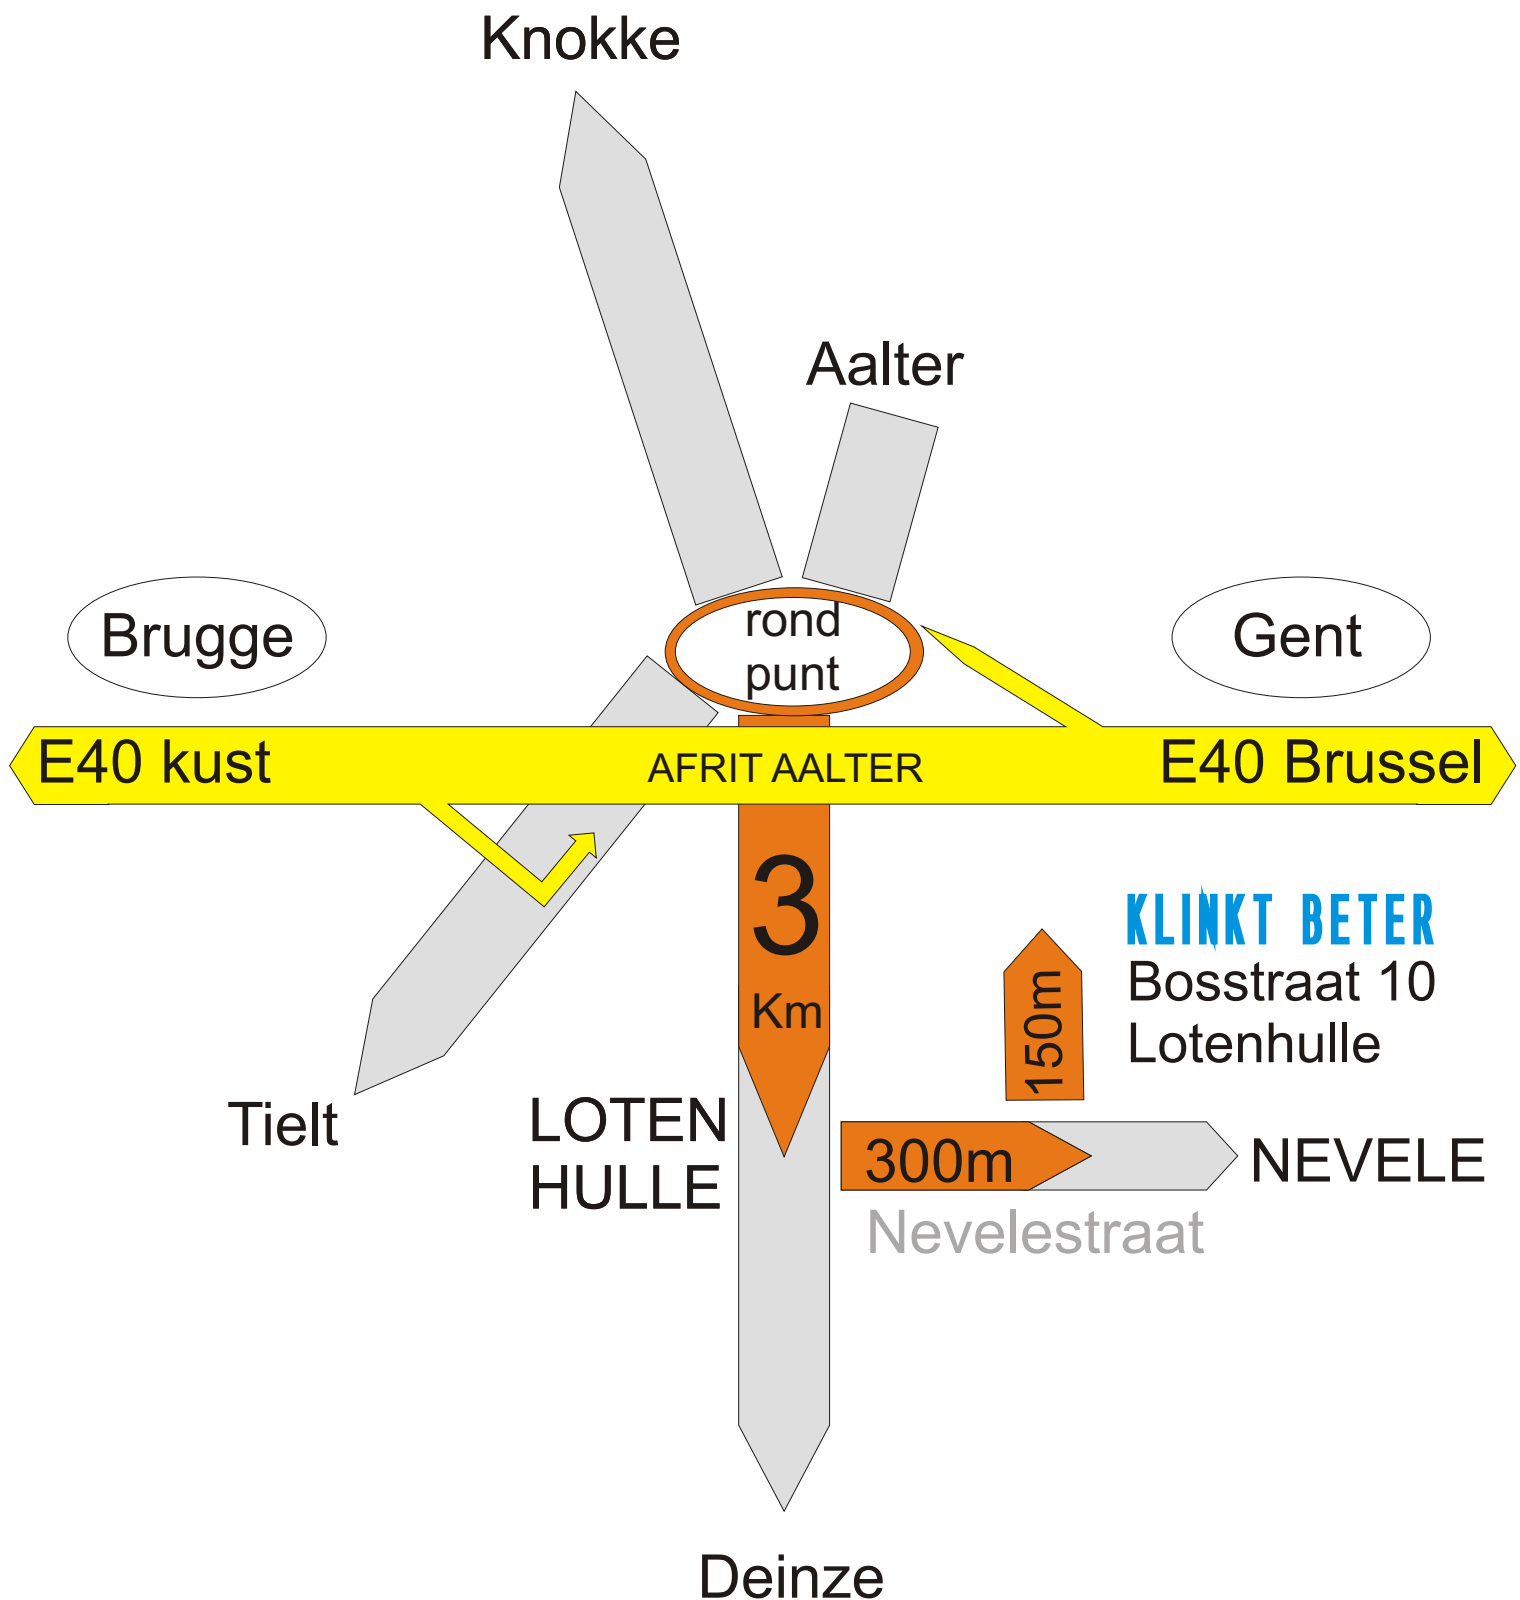 Knokke
Aalter
rond
punt
Brugge
Gent
E40 kust
AFRIT AALTER
E40 Brussel
3
Km
KLINKT BETER
Bosstraat 10
Lotenhulle
150m
Tielt
LOTEN
HULLE
300m
NEVELE
Nevelestraat
Deinze